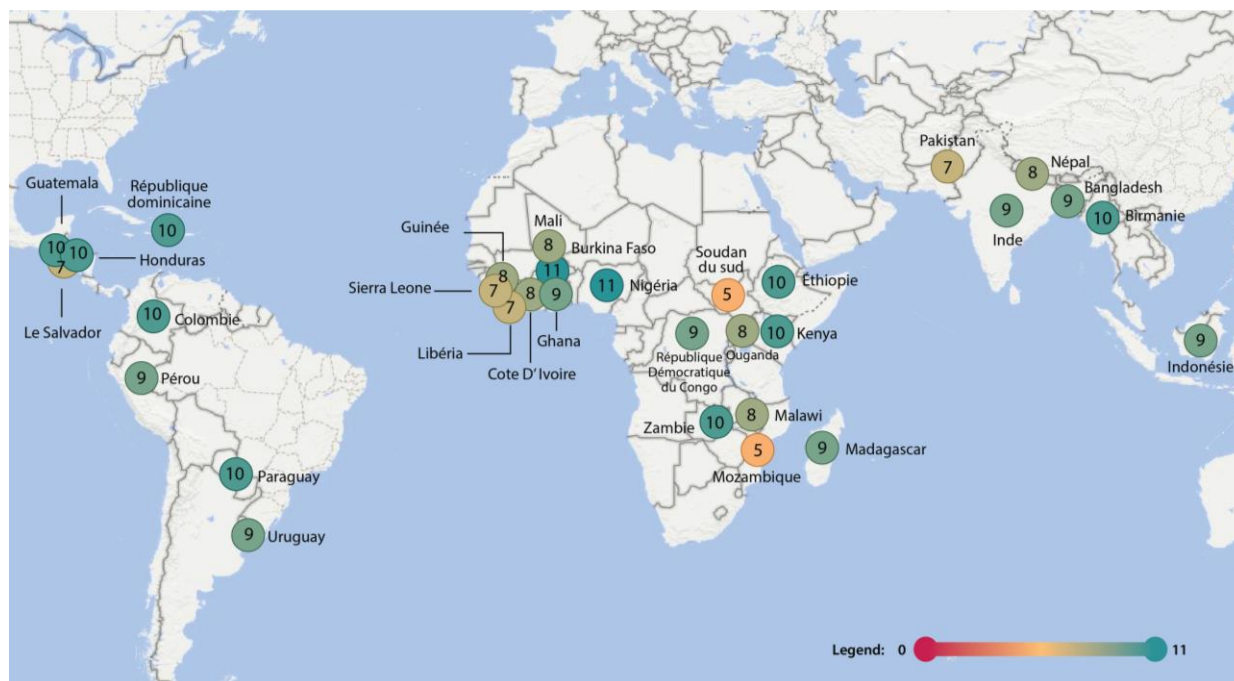 Guatemala
République
dominicaine
10
10
10
7
Honduras
Le Salvador
10
Colombie
9
Pérou
10
Paraguay
9
Uruguay
Guinée
Mali
8
Burkina Faso
11
8
Sierra Leone
7
7
8
9
11
Nigéria
Libéria
Ghana
Cote D'Ivoire
Soudan
du sud
5
10
Éthiopie
9
8
10
Kenya
République
Démocratique
du Congo
Ouganda
Zambie
10
8
Malawi
5
Mozambique
9
Madagascar
Pakistan
7
Népal
8
Bangladesh
9
9
Inde
10
Birmanie
9
Indonésie
Legend: 0 11